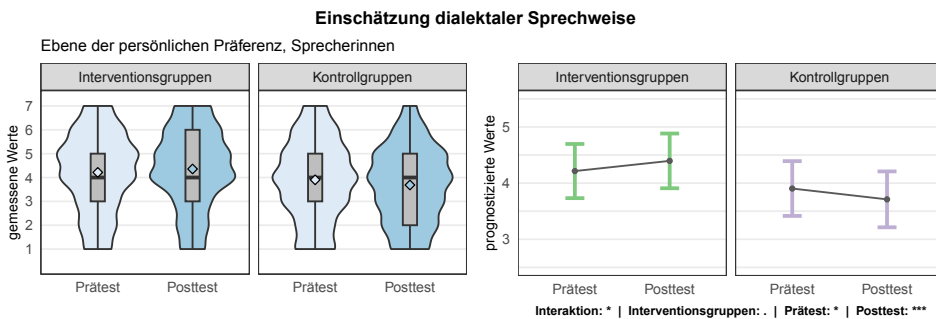 Einschätzung dialektaler Sprechweise
Ebene der persönlichen Präferenz, Sprecherinnen
Interventionsgruppen
Kontrollgruppen
gemessene Werte
7
6
5
4
3
2
1
Prätest
Posttest
Prätest
Posttest
Interventionsgruppen
Kontrollgruppen
prognostizierte Werte
5
4
3
Prätest
Posttest
Prätest
Posttest
Interaktion: * | Interventionsgruppen: . | Prätest: * | Posttest: ***